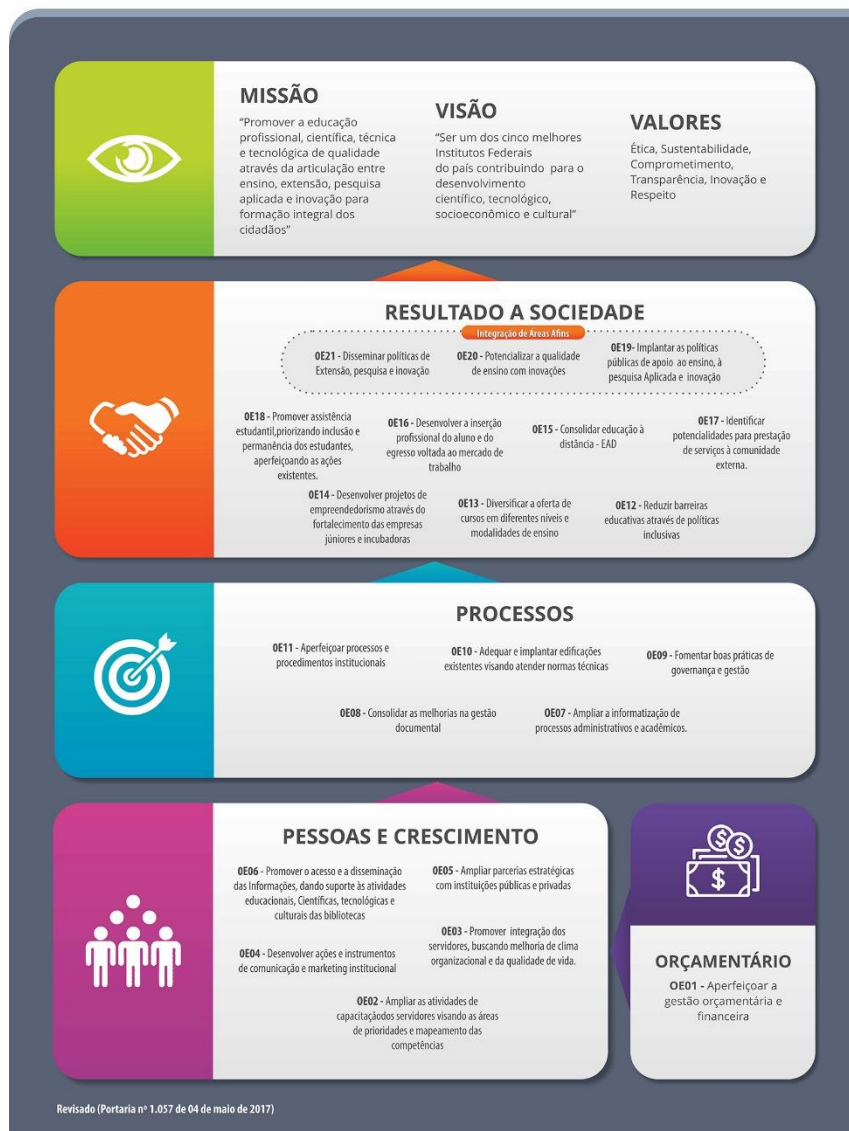 MISSÃO
“Promover a educação
profissional, científica, técnica
e tecnológica de qualidade
através da articulação entre
ensino, extensão, pesquisa
aplicada e inovação para
formação integral dos
cidadãos”
VISÃO
“Ser um dos cinco melhores
Institutos Federais
do país contribuindo para o
desenvolvimento
científico, tecnológico,
socioeconômico e cultural”
VALORES
Ética, Sustentabilidade,
Comprometimento,
Transparência, Inovação e
Respeito
RESULTADO A SOCIEDADE
Integração de Areas Afins
OE21 - Disseminar políticas de
Extensão, pesquisa e inovação
OE20 - Potencializar a qualidade
de ensino com inovações
OE19- Implantar as políticas
públicas de apoio ao ensino, à
pesquisa Aplicada e inovação
OE18 - Promover assistência
estudantil,priorizando inclusão e
permanência dos estudantes,
aperfeiçoando as ações
existentes.
OE16 - Desenvolver a inserção
profissional do aluno e do
egresso voltada ao mercado de
trabalho
OE15 - Consolidar educação à
distância - EAD
OE17 - Identificar
potencialidades para prestação
de serviços à comunidade
externa.
OE14 - Desenvolver projetos de
empreendedorismo através do
fortalecimento das empresas
júniores e incubadoras
OE13 - Diversificar a oferta de
cursos em diferentes níveis e
modalidades de ensino
OE12 - Reduzir barreiras
educativas através de políticas
inclusivas
PROCESSOS
OE11 - Aperfeiçoar processos e
procedimentos institucionais
OE10 - Adequar e implantar edificações
existentes visando atender normas técnicas
OE09 - Fomentar boas práticas de
governança e gestão
OE08 - Consolidar as melhorias na gestão
documental
OE07 - Ampliar a informatização de
processos administrativos e acadêmicos.
PESSOAS E CRESCIMENTO
OE06 - Promover o acesso e a disseminação
das Informações, dando suporte às atividades
educacionais, Científicas, tecnológicas e
culturais das bibliotecas
OE05 - Ampliar parcerias estratégicas
com instituições públicas e privadas
OE04 - Desenvolver ações e instrumentos
de comunicação e marketing institucional
OE03 - Promover integração dos
servidores, buscando melhoria de clima
organizacional e da qualidade de vida.
OE02 - Ampliar as atividades de
capacitaçãodos servidores visando as áreas
de prioridades e mapeamento das
competências
ORÇAMENTÁRIO
OE01 - Aperfeiçoar a
gestão orçamentária e
financeira
Revisado (Portaria nº 1.057 de 04 de maio de 2017)